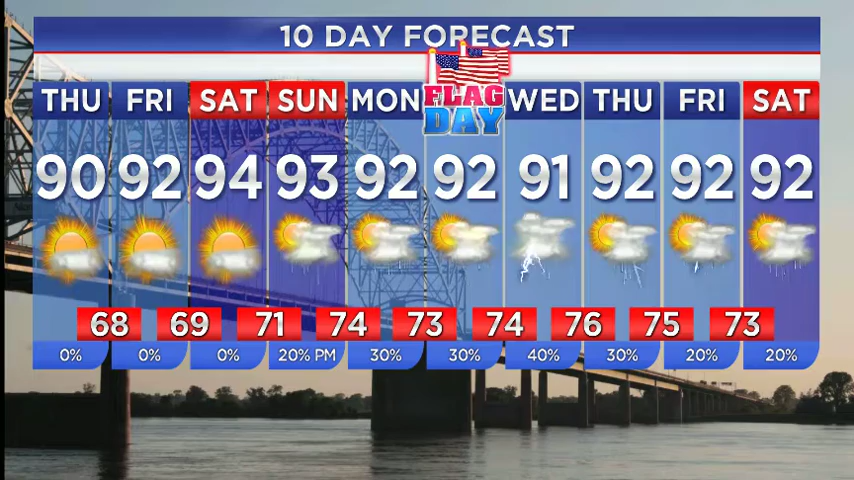 10 DAY FORECAST
THU FRI SAT SUN MON FLAG DAY WED THU FRI SAT
90 92 94 93 92 92 91 92 92 92
68 69 71 74 73 74 76 75 73
0% 0% 0% 20% PM 30% 30% 40% 30% 20% 20%